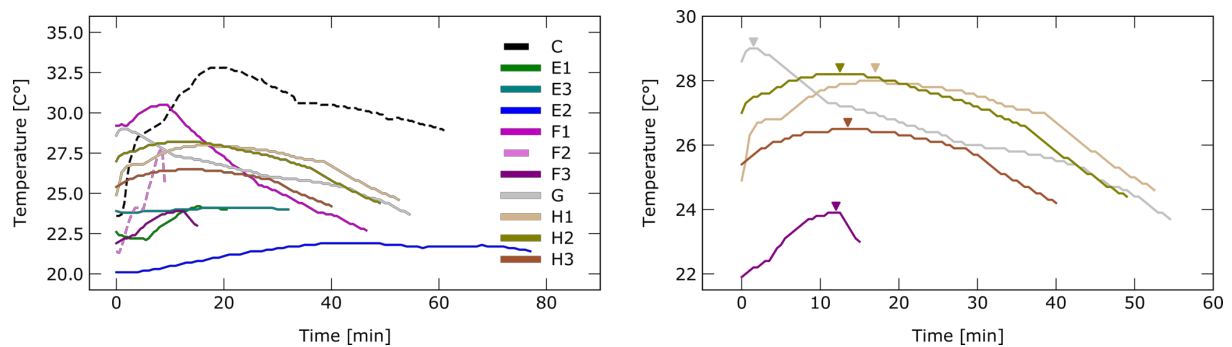 35.0
32.5
30.0
27.5
25.0
22.5
20.0
Temperature [C°]
0
20
40
60
80
Time [min]
C
E1
E3
E2
F1
F2
F3
G
H1
H2
H3
30
28
26
24
22
Temperature [C°]
0
10
20
30
40
50
60
Time [min]